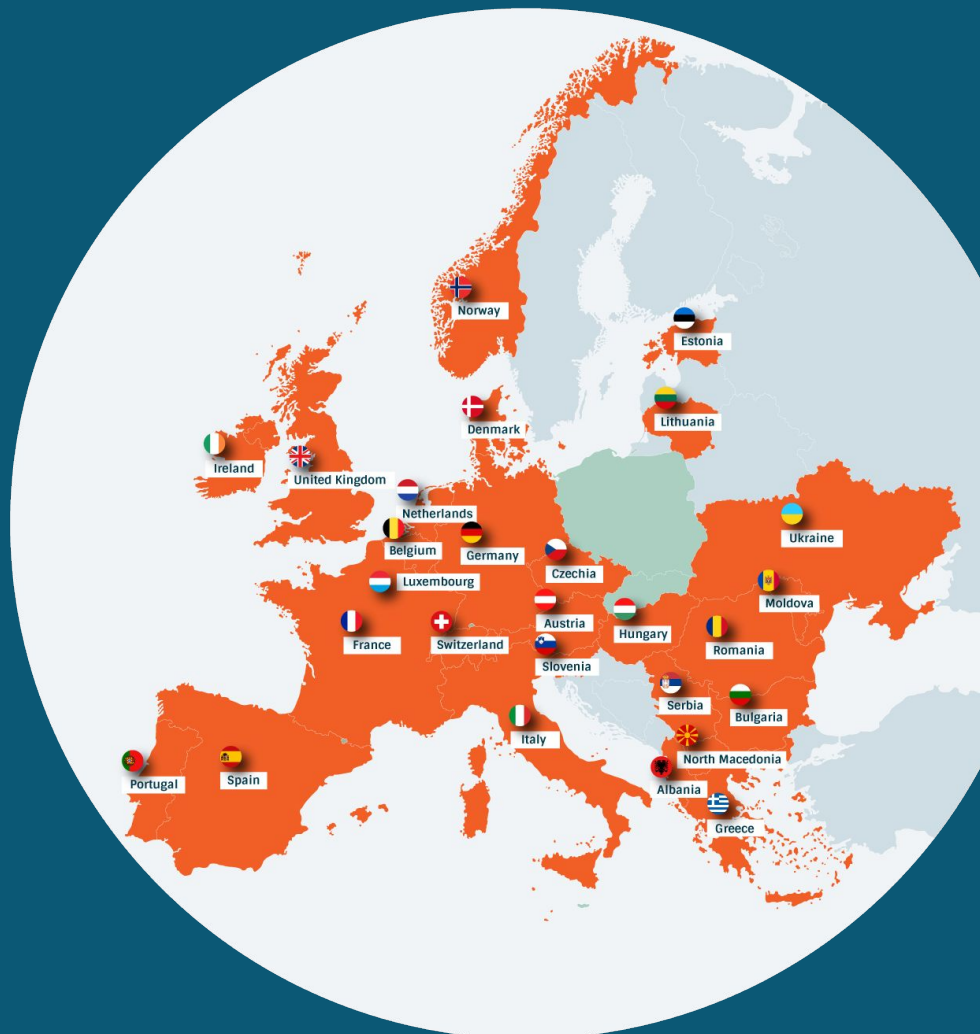 Norway
Estonia
Lithuania
Denmark
Ireland
United Kingdom
Netherlands
Belgium
Germany
Ukraine
Czechia
Luxembourg
Moldova
Austria
Hungary
France
Switzerland
Romania
Slovenia
Serbia
Bulgaria
Italy
North Macedonia
Portugal
Spain
Albania
Greece